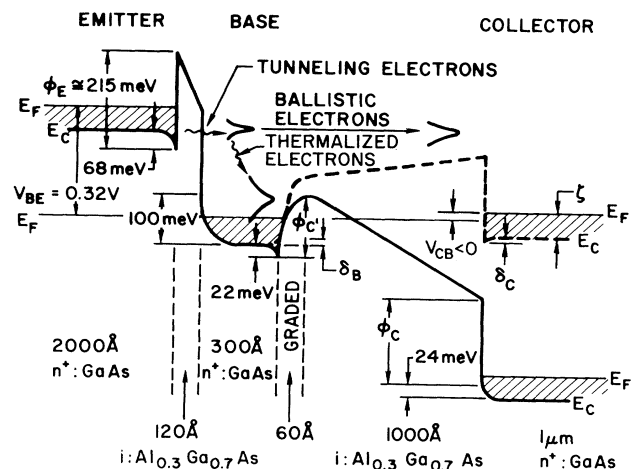 EMITTER BASE COLLECTOR
TUNNELING ELECTRONS
ϕE ≅ 215 meV
BALLISTIC
ELECTRONS
EF
EC
THERMALIZED
ELECTRONS
68 meV
VBE = 0.32V
ζ
EF
100 meV
ϕC'
EF
VCB<0
EC
δB
δC
22 meV
GRADED
ϕC
2000Å
n⁺:GaAs
300Å
n⁺:GaAs
24 meV
EF
EC
120Å
60Å
1000Å
1μm
i:Al0.3 Ga0.7 As
i:Al0.3 Ga0.7 As
n⁺:GaAs